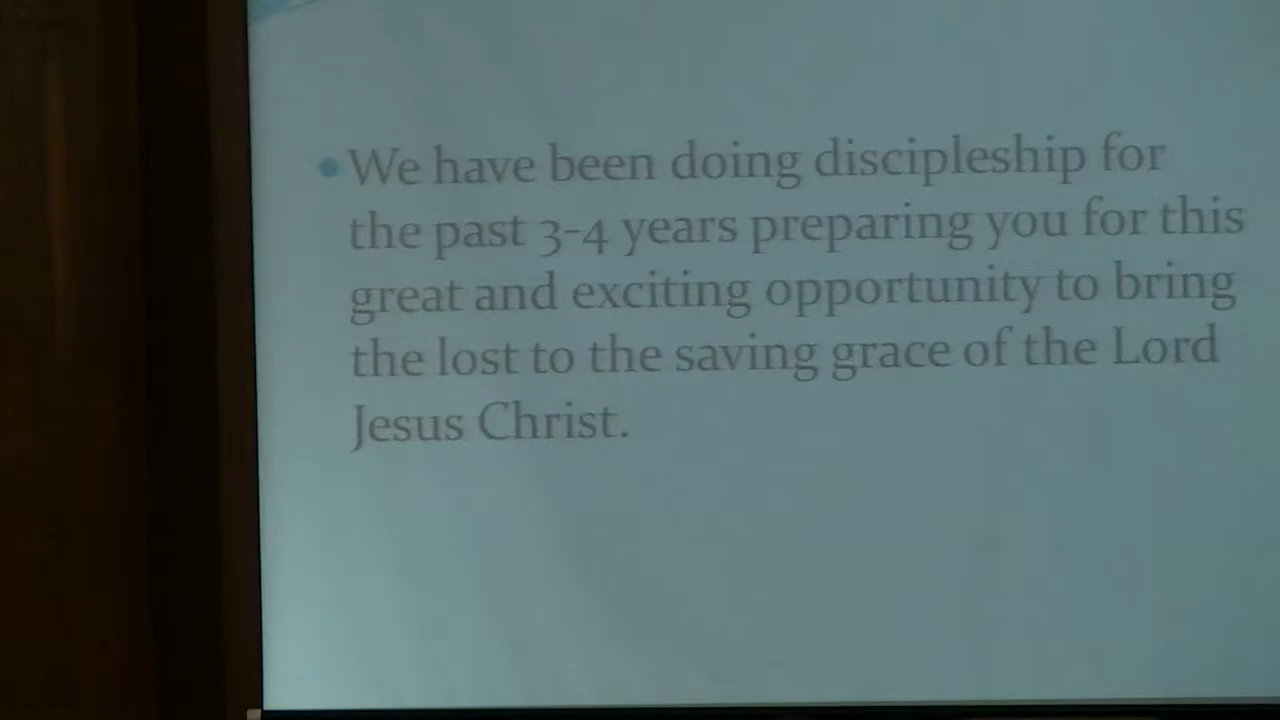 • We have been doing discipleship for
the past 3-4 years preparing you for this
great and exciting opportunity to bring
the lost to the saving grace of the Lord
Jesus Christ.